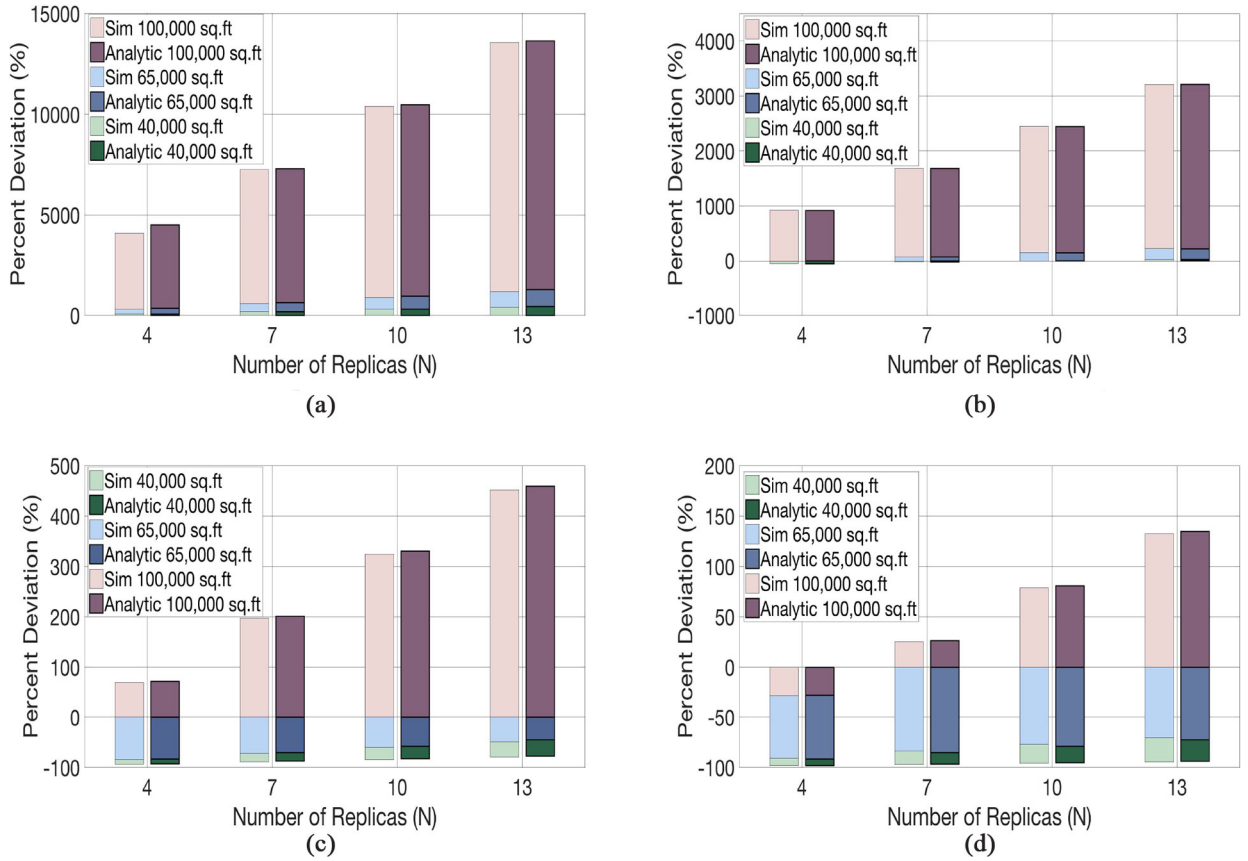 15000
10000
5000
0
Percent Deviation (%)
Sim 100,000 sq.ft
Analytic 100,000 sq.ft
Sim 65,000 sq.ft
Analytic 65,000 sq.ft
Sim 40,000 sq.ft
Analytic 40,000 sq.ft
4 7 10 13
Number of Replicas (N)
(a)
4000
3000
2000
1000
0
-1000
Percent Deviation (%)
Sim 100,000 sq.ft
Analytic 100,000 sq.ft
Sim 65,000 sq.ft
Analytic 65,000 sq.ft
Sim 40,000 sq.ft
Analytic 40,000 sq.ft
4 7 10 13
Number of Replicas (N)
(b)
500
400
300
200
100
0
-100
Percent Deviation (%)
Sim 40,000 sq.ft
Analytic 40,000 sq.ft
Sim 65,000 sq.ft
Analytic 65,000 sq.ft
Sim 100,000 sq.ft
Analytic 100,000 sq.ft
4 7 10 13
Number of Replicas (N)
(c)
200
150
100
50
0
-50
-100
Percent Deviation (%)
Sim 40,000 sq.ft
Analytic 40,000 sq.ft
Sim 65,000 sq.ft
Analytic 65,000 sq.ft
Sim 100,000 sq.ft
Analytic 100,000 sq.ft
4 7 10 13
Number of Replicas (N)
(d)